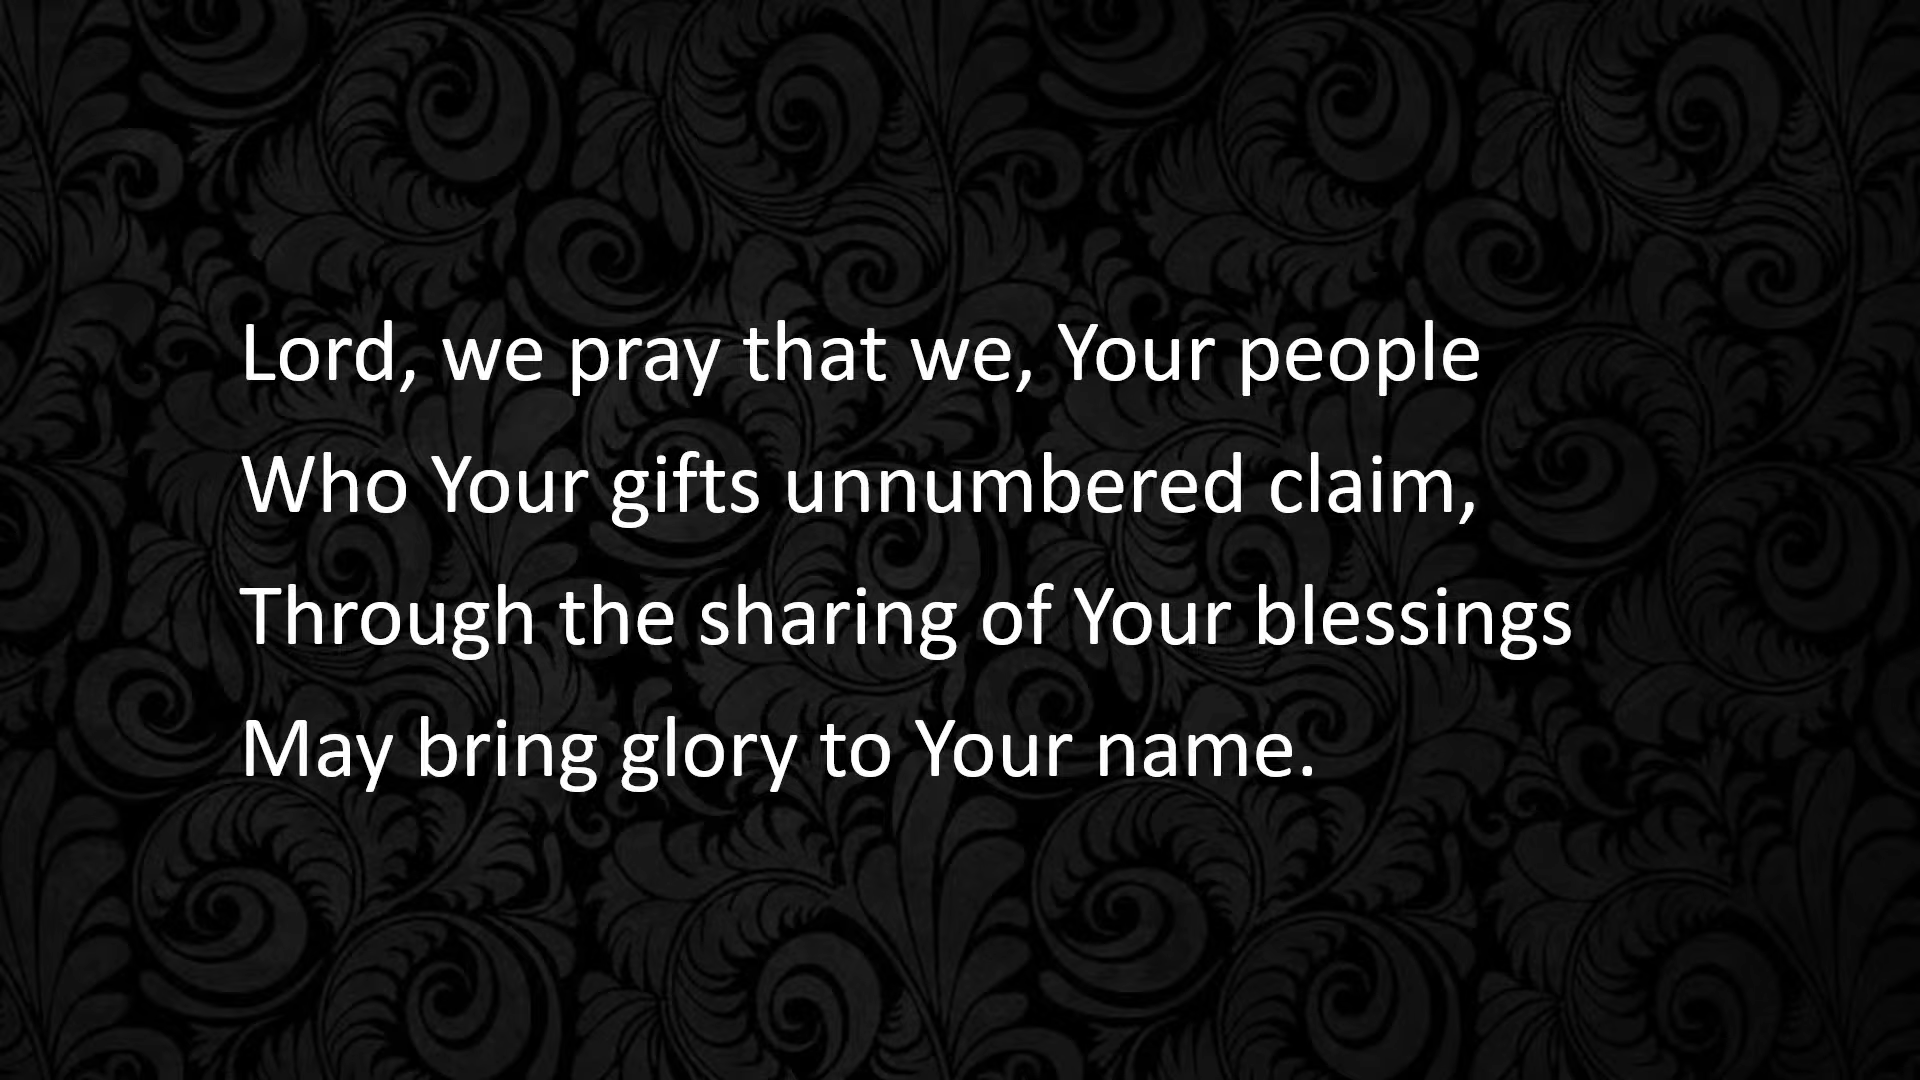 Lord, we pray that we, Your people
Who Your gifts unnumbered claim,
Through the sharing of Your blessings
May bring glory to Your name.